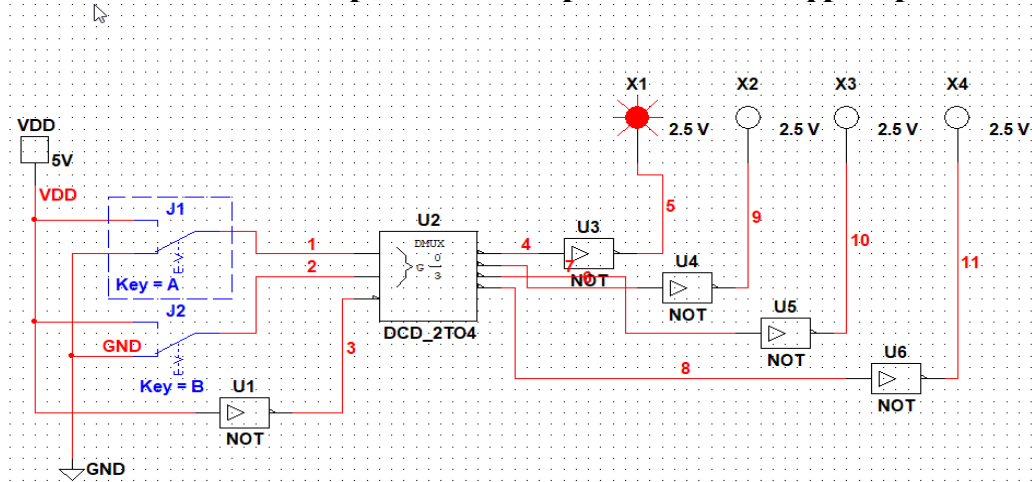 X1
X2
X3
X4
2.5 V
2.5 V
2.5 V
2.5 V
VDD
5V
VDD
J1
Key = A
J2
GND
Key = B
U1
NOT
GND
1
2
3
U2
DMUX
0
G
3
DCD_2TO4
4
U3
NOT
5
7
6
U4
NOT
9
U5
NOT
10
8
U6
NOT
11